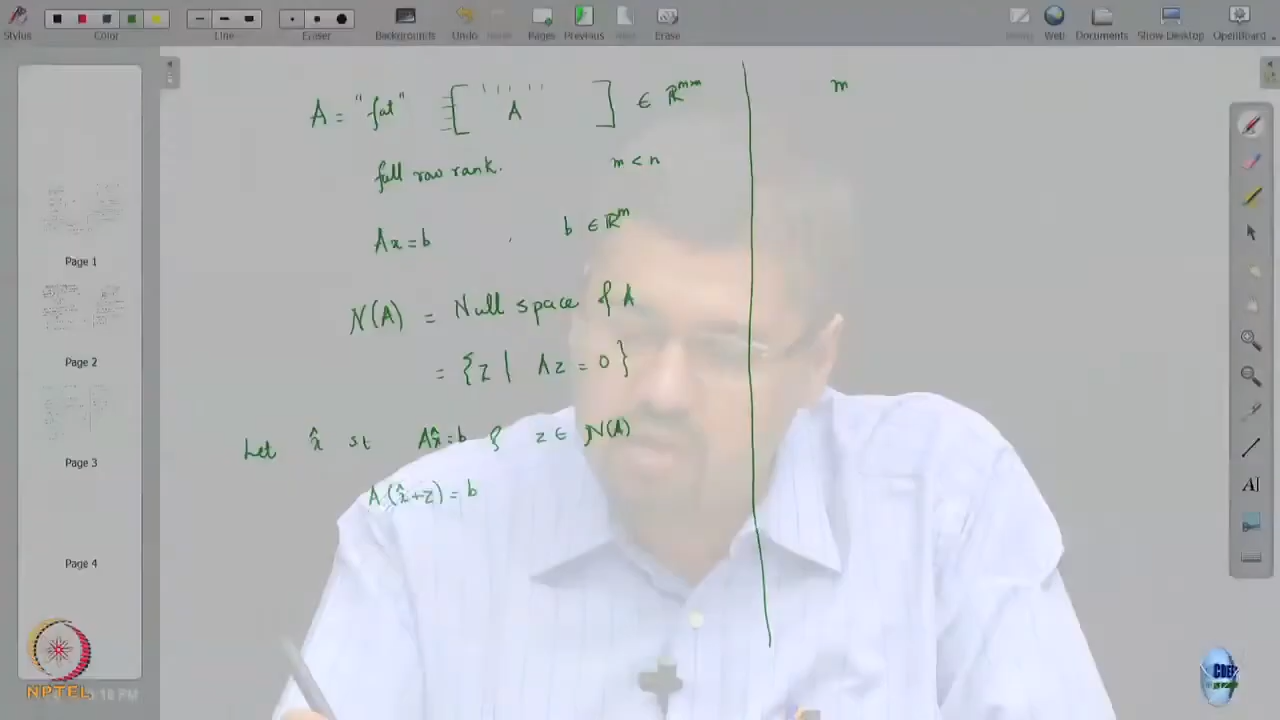 Stylus
Color
Line
Eraser
Backgrounds
Undo
Pages
Previous
Erase
Web
Documents
Show Desktop
OpenBoard
A = "fat" [ A ] ∈ ℝ^{m×n}
full row rank. m < n
Ax = b , b ∈ ℝ^m
N(A) = Null space of A
= {z | Az = 0}
Let x̂ st Ax̂ = b & z ∈ N(A)
A(x̂+z) = b
m
Page 1
Page 2
Page 3
Page 4
NPTEL